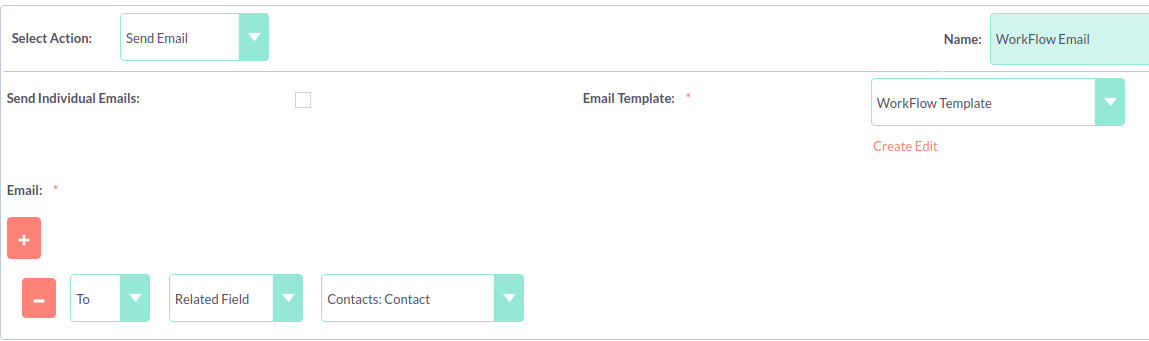 Select Action: Send Email Name: WorkFlow Email
Send Individual Emails: Email Template: * WorkFlow Template
Create Edit
Email: *
+
- To Related Field Contacts: Contact